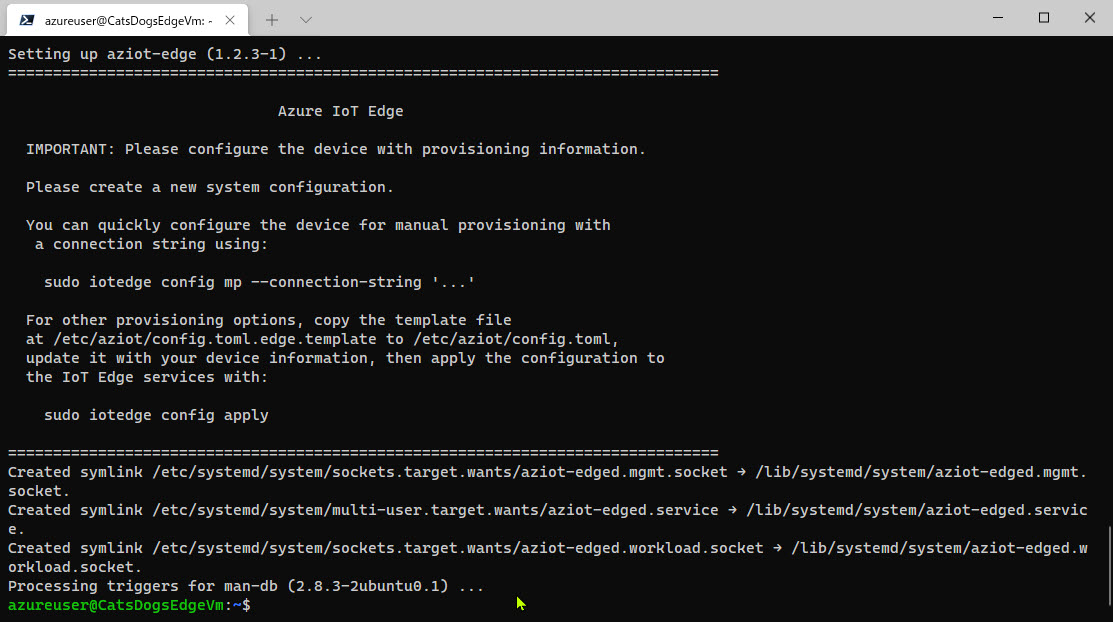 azureuser@CatsDogsEdgeVm: -
Setting up aziot-edge (1.2.3-1) ...
===============================================================================
Azure IoT Edge
IMPORTANT: Please configure the device with provisioning information.
Please create a new system configuration.
You can quickly configure the device for manual provisioning with
a connection string using:
sudo iotedge config mp --connection-string '...'
For other provisioning options, copy the template file
at /etc/aziot/config.toml.edge.template to /etc/aziot/config.toml,
update it with your device information, then apply the configuration to
the IoT Edge services with:
sudo iotedge config apply
===============================================================================
Created symlink /etc/systemd/system/sockets.target.wants/aziot-edged.mgmt.socket → /lib/systemd/system/aziot-edged.mgmt.
socket.
Created symlink /etc/systemd/system/multi-user.target.wants/aziot-edged.service → /lib/systemd/system/aziot-edged.servic
e.
Created symlink /etc/systemd/system/sockets.target.wants/aziot-edged.workload.socket → /lib/systemd/system/aziot-edged.w
orkload.socket.
Processing triggers for man-db (2.8.3-2ubuntu0.1) ...
azureuser@CatsDogsEdgeVm:~$